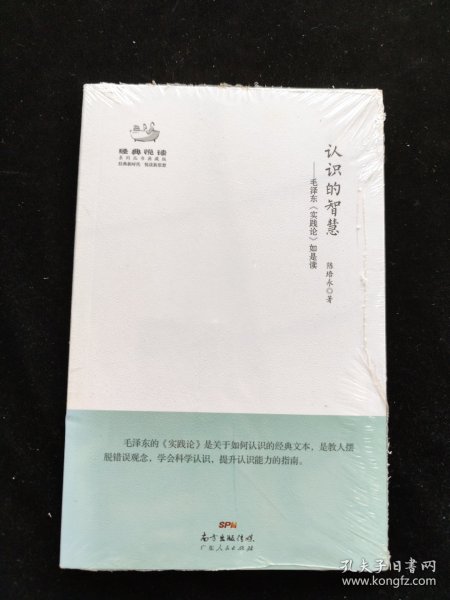 经典悦读
系列丛书典藏版
经典新时代 悦读新思想
认识的智慧
——毛泽东《实践论》如是读
陈培永◎著
毛泽东的《实践论》是关于如何认识的经典文本，是教人摆
脱错误观念，学会科学认识，提升认识能力的指南。
SPM
南方出版传媒
广东人民出版社
孔夫子旧书网
www.kongfz.com